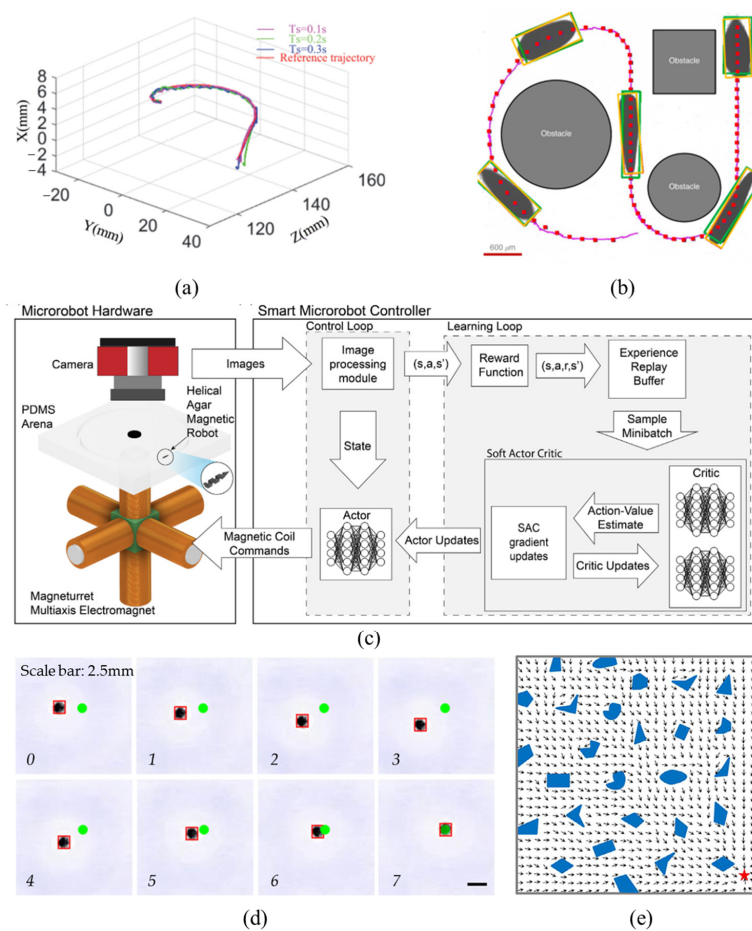 Ts=0.1s
Ts=0.2s
Ts=0.3s
Reference trajectory
X(mm)
8
6
4
2
0
−2
−4
−20
0
20
40
Y(mm)
120
140
160
Z(mm)
(a)
Obstacle
Obstacle
Obstacle
600 μm
(b)
Microrobot Hardware
Camera
PDMS
Arena
Helical
Agar
Magnetic
Robot
Magneturret
Multiaxis Electromagnet
Smart Microrobot Controller
Control Loop
Learning Loop
Images
Image
processing
module
(s,a,s')
Reward
Function
(s,a,r,s')
Experience
Replay
Buffer
State
Sample
Minibatch
Soft Actor Critic
Critic
Actor
Magnetic Coil
Commands
Actor Updates
SAC
gradient
updates
Action-Value
Estimate
Critic Updates
(c)
Scale bar: 2.5mm
0
1
2
3
4
5
6
7
(d)
(e)